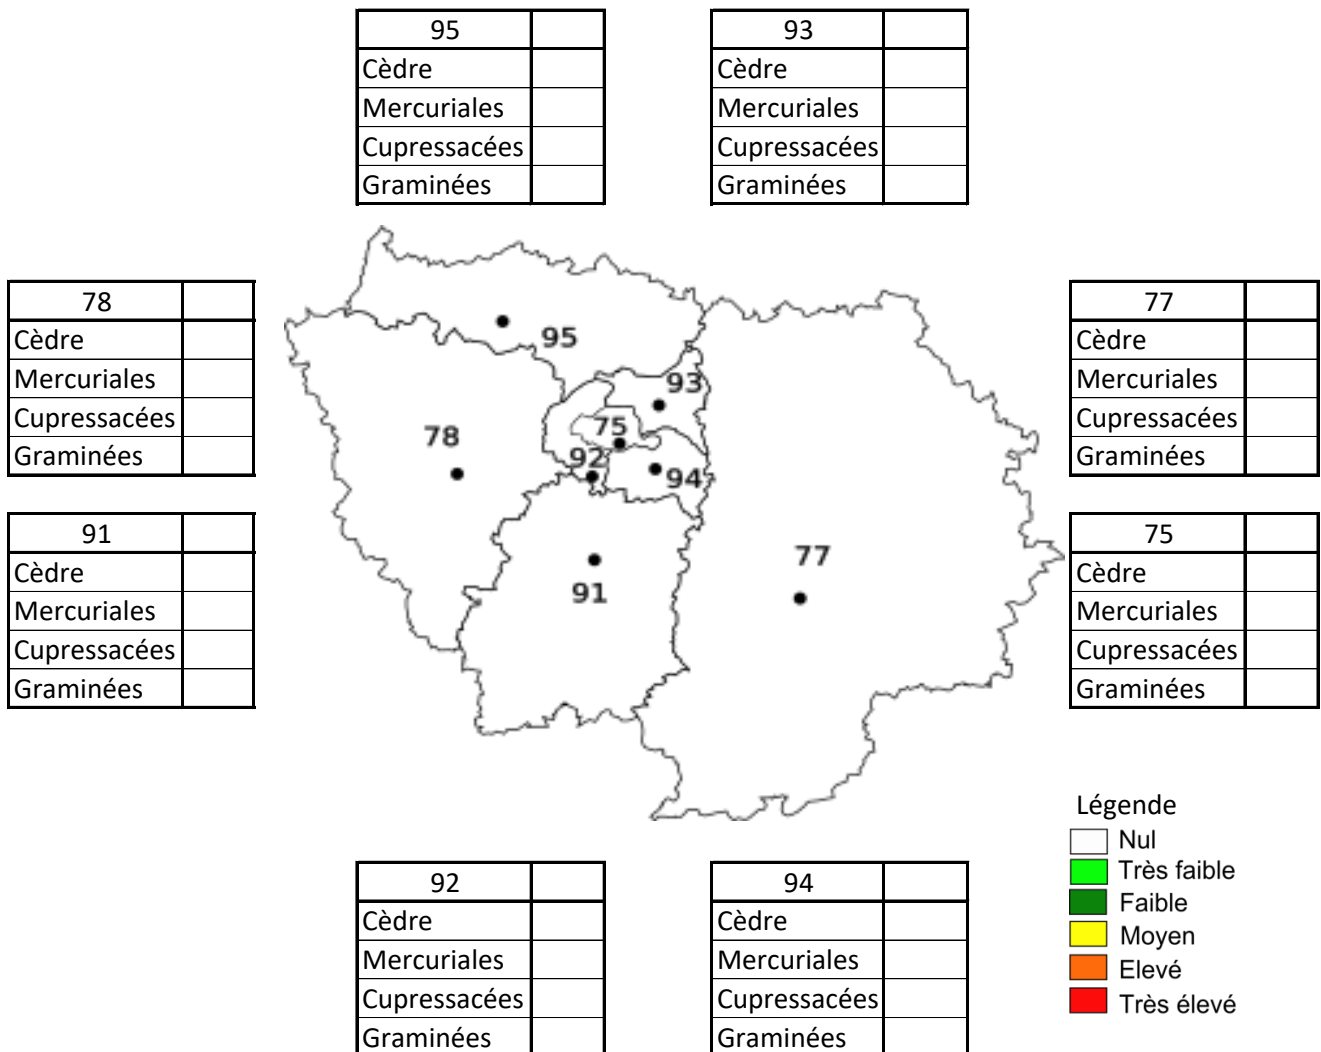 95
Cèdre
Mercuriales
Cupressacées
Graminées
93
Cèdre
Mercuriales
Cupressacées
Graminées
78
Cèdre
Mercuriales
Cupressacées
Graminées
91
Cèdre
Mercuriales
Cupressacées
Graminées
95
93
75
78
92
94
77
91
77
Cèdre
Mercuriales
Cupressacées
Graminées
75
Cèdre
Mercuriales
Cupressacées
Graminées
92
Cèdre
Mercuriales
Cupressacées
Graminées
94
Cèdre
Mercuriales
Cupressacées
Graminées
Légende
Nul
Très faible
Faible
Moyen
Elevé
Très élevé